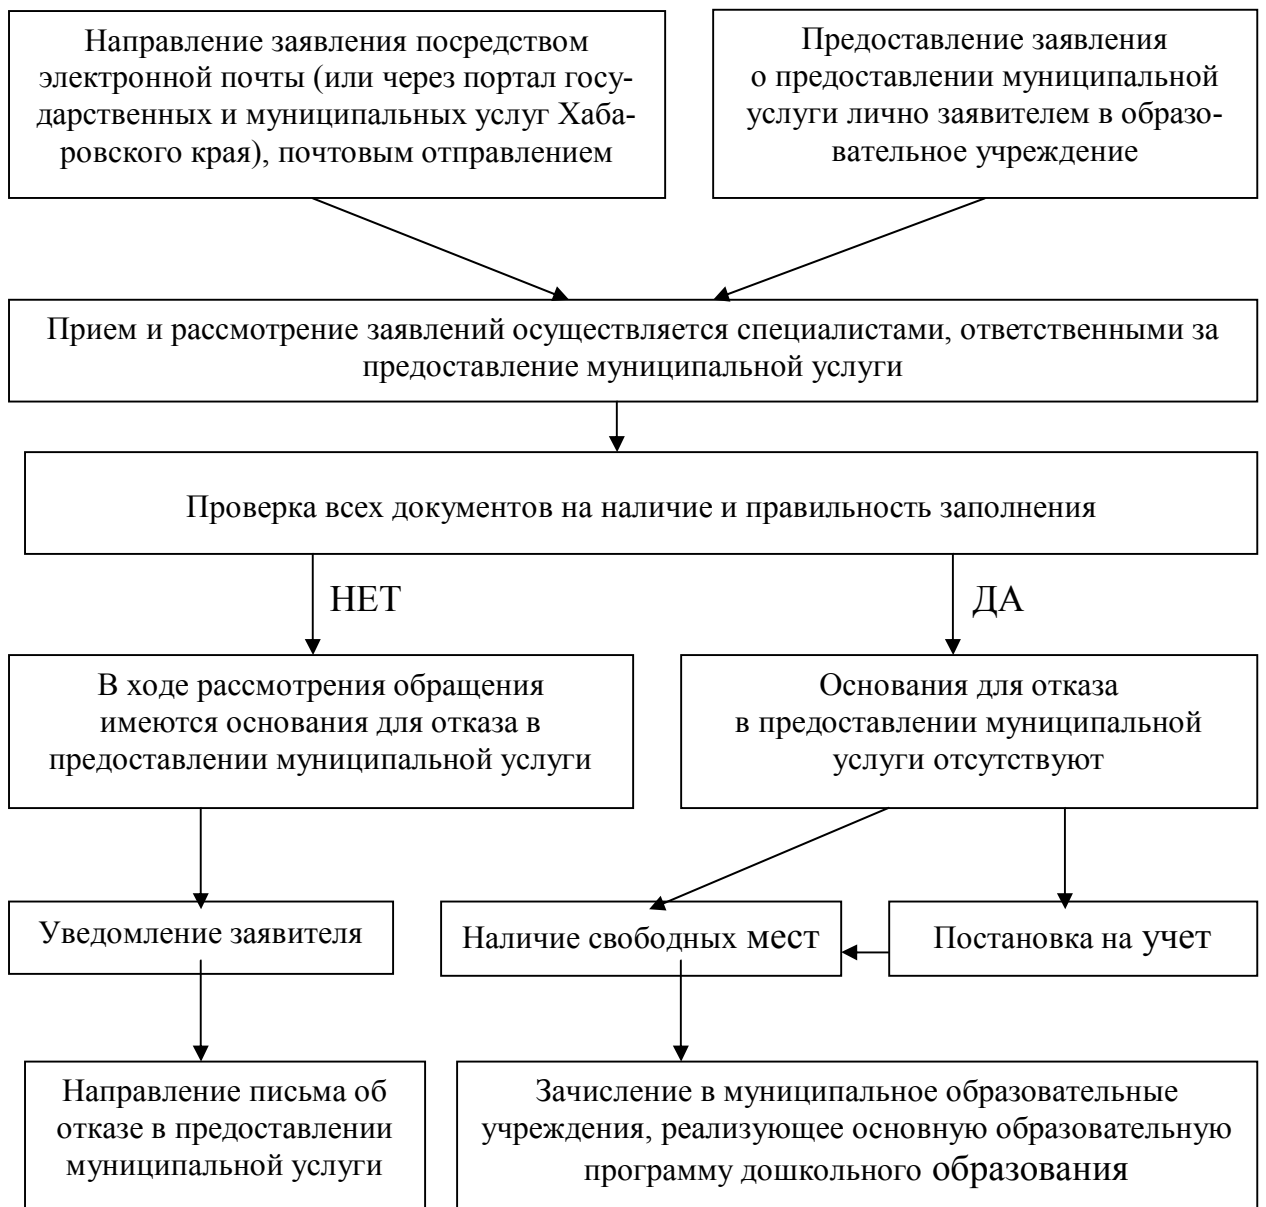 Направление заявления посредством
электронной почты (или через портал госу-
дарственных и муниципальных услуг Хаба-
ровского края), почтовым отправлением
Предоставление заявления
о предоставлении муниципальной
услуги лично заявителем в образо-
вательное учреждение
Прием и рассмотрение заявлений осуществляется специалистами, ответственными за
предоставление муниципальной услуги
Проверка всех документов на наличие и правильность заполнения
НЕТ
ДА
В ходе рассмотрения обращения
имеются основания для отказа в
предоставлении муниципальной услуги
Основания для отказа
в предоставлении муниципальной
услуги отсутствуют
Уведомление заявителя
Наличие свободных мест
Постановка на учет
Направление письма об
отказе в предоставлении
муниципальной услуги
Зачисление в муниципальное образовательные
учреждения, реализующее основную образовательную
программу дошкольного образования